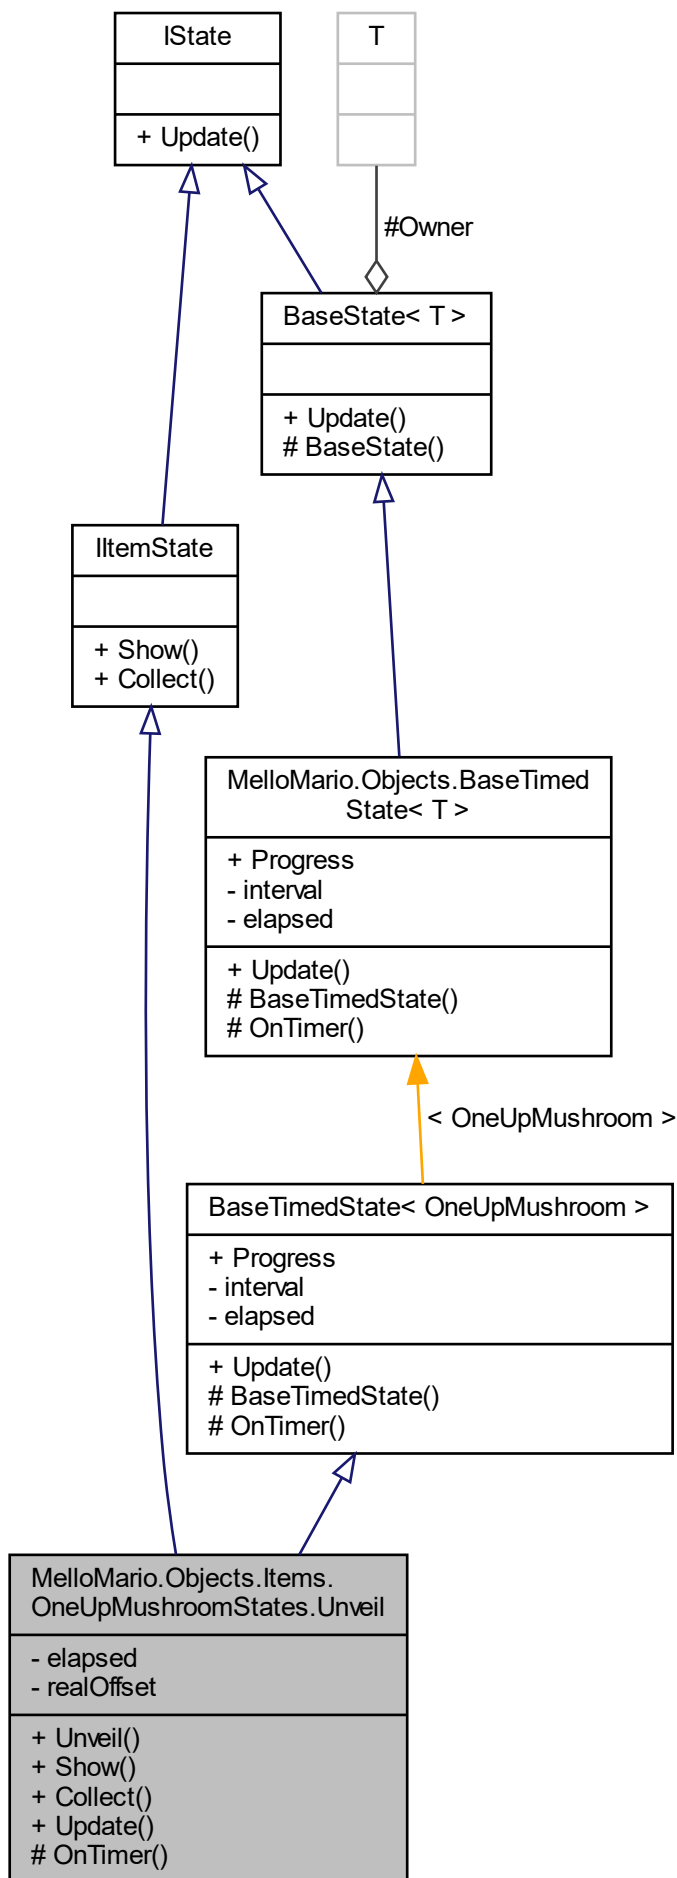 IState
+ Update()
T
#Owner
BaseState< T >
+ Update()
# BaseState()
IItemState
+ Show()
+ Collect()
MelloMario.Objects.BaseTimed
State< T >
+ Progress
- interval
- elapsed
+ Update()
# BaseTimedState()
# OnTimer()
< OneUpMushroom >
BaseTimedState< OneUpMushroom >
+ Progress
- interval
- elapsed
+ Update()
# BaseTimedState()
# OnTimer()
MelloMario.Objects.Items.
OneUpMushroomStates.Unveil
- elapsed
- realOffset
+ Unveil()
+ Show()
+ Collect()
+ Update()
# OnTimer()